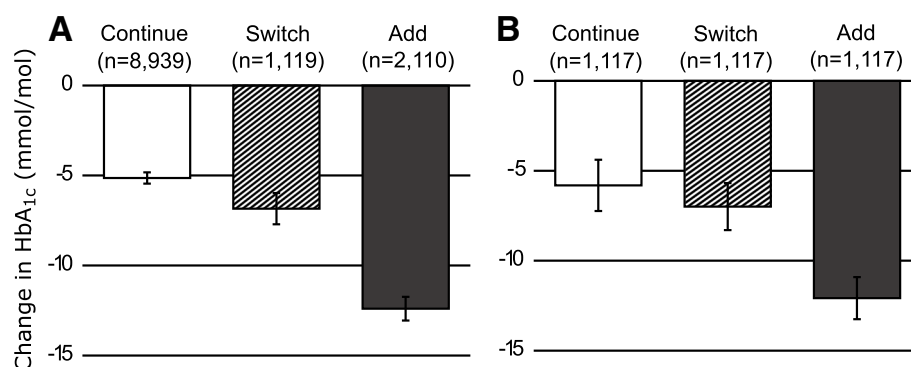 A
Continue
(n=8,939)
Switch
(n=1,119)
Add
(n=2,110)
Change in HbA1c (mmol/mol)
0
-5
-10
-15
B
Continue
(n=1,117)
Switch
(n=1,117)
Add
(n=1,117)
0
-5
-10
-15